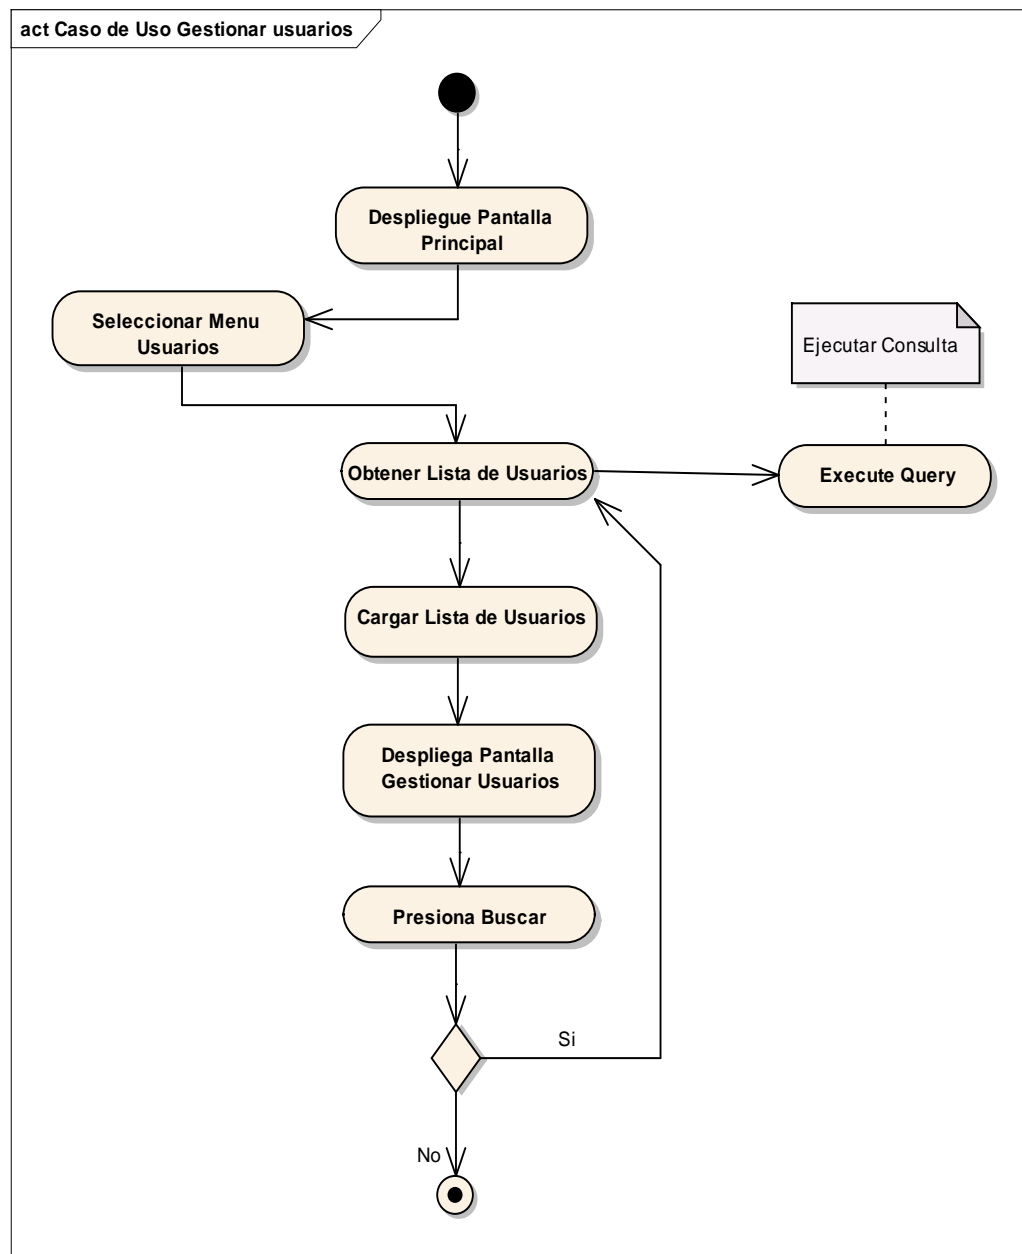 act Caso de Uso Gestionar usuarios
Despliegue Pantalla
Principal
Seleccionar Menu
Usuarios
Ejecutar Consulta
Obtener Lista de Usuarios
Execute Query
Cargar Lista de Usuarios
Despliega Pantalla
Gestionar Usuarios
Presiona Buscar
Si
No